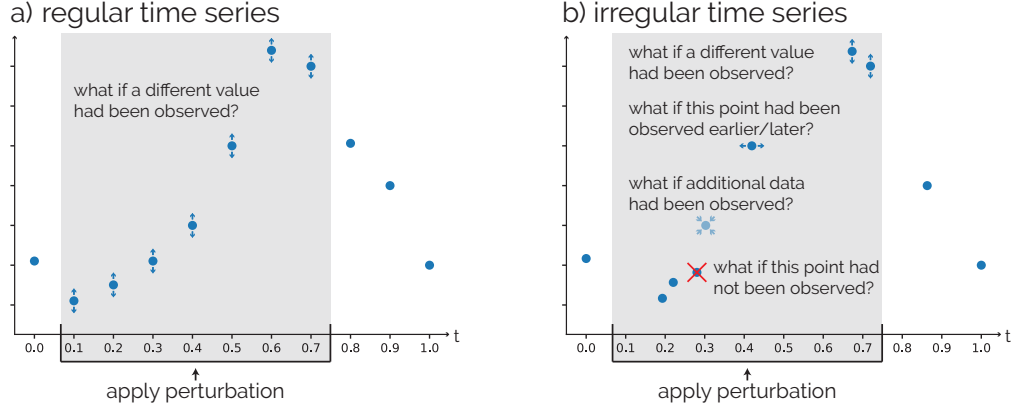 a) regular time series
what if a different value
had been observed?
t
0.0 0.1 0.2 0.3 0.4 0.5 0.6 0.7 0.8 0.9 1.0
apply perturbation
b) irregular time series
what if a different value
had been observed?
what if this point had been
observed earlier/later?
what if additional data
had been observed?
what if this point had
not been observed?
t
0.0 0.1 0.2 0.3 0.4 0.5 0.6 0.7 0.8 0.9 1.0
apply perturbation